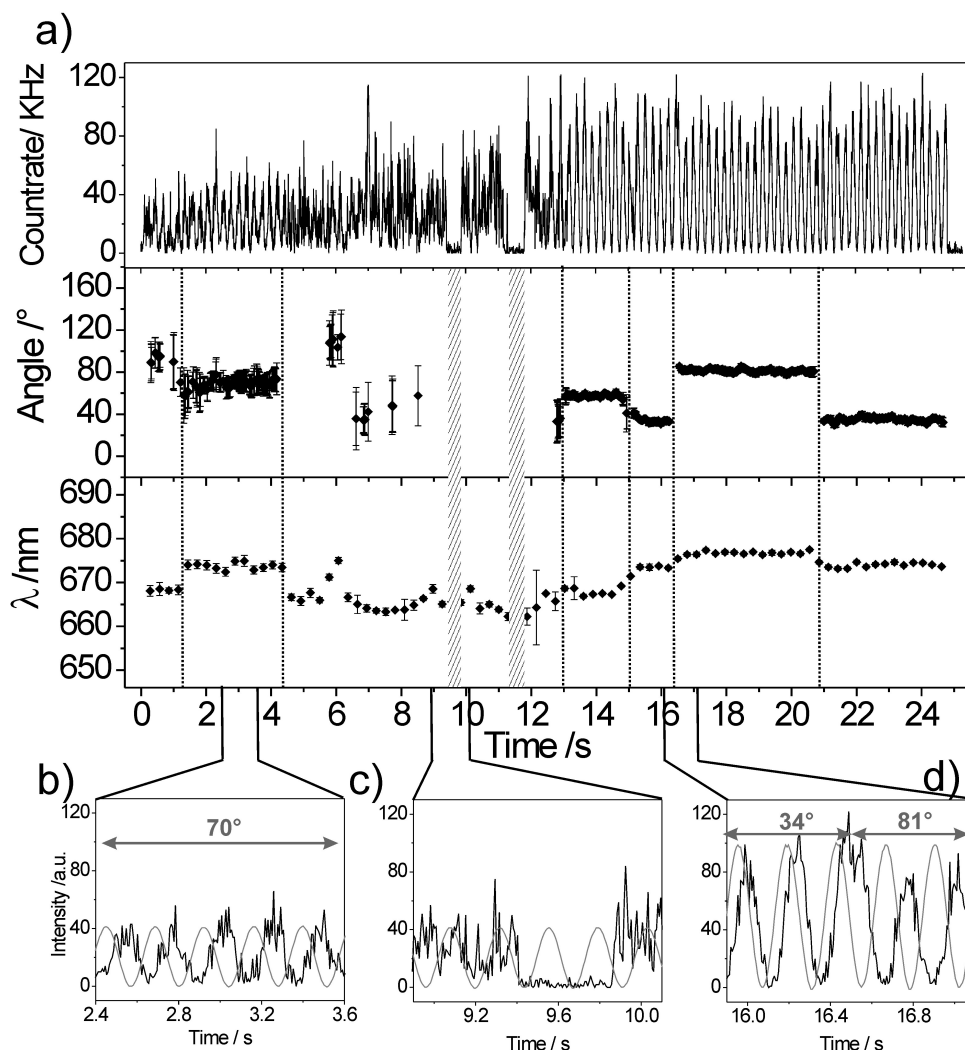 a)
Countrate/ KHz
120
80
40
0
Angle /°
160
120
80
40
0
λ /nm
690
680
670
660
650
0 2 4 6 8 10 12 14 16 18 20 22 24
Time /s
b)
c)
d)
Intensity /a.u.
120
80
40
0
70°
2.4 2.8 3.2 3.6
Time / s
120
80
40
0
9.2 9.6 10.0
Time / s
120
80
40
0
34° 81°
16.0 16.4 16.8
Time / s